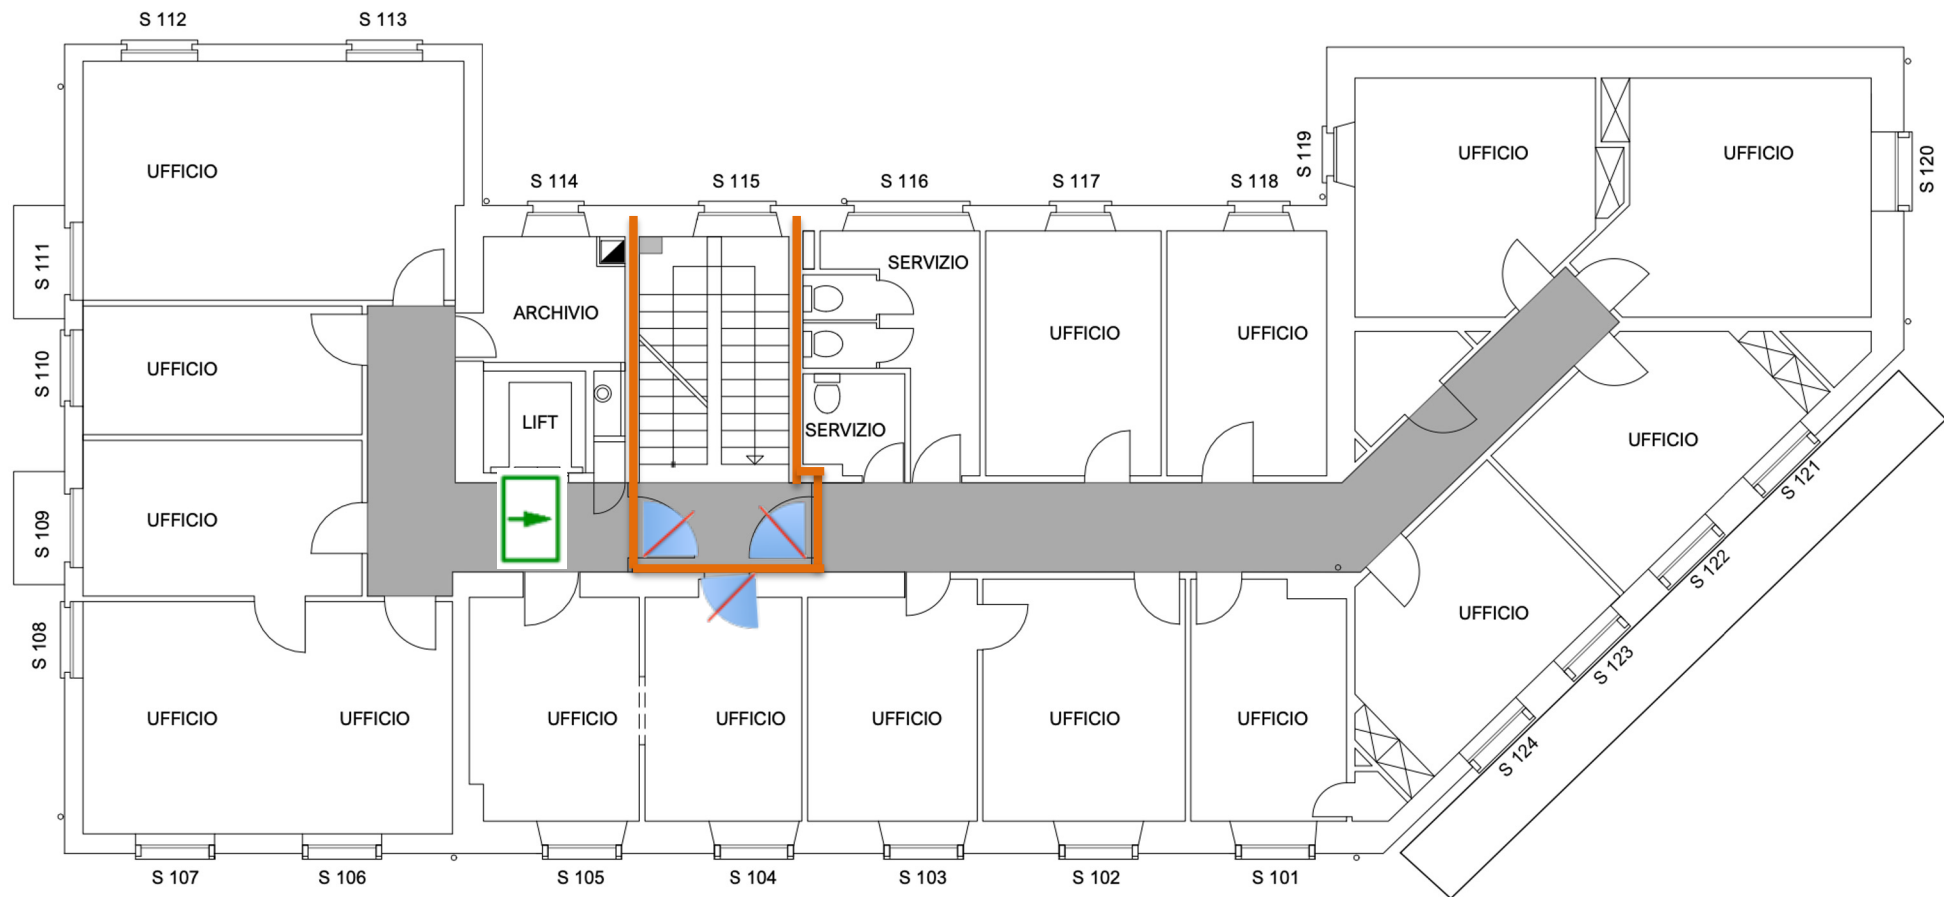 S 112
S 113
UFFICIO
UFFICIO
UFFICIO
S 119
S 120
S 114
S 115
S 116
S 117
S 118
S 111
SERVIZIO
ARCHIVIO
UFFICIO
UFFICIO
S 110
UFFICIO
LIFT
SERVIZIO
UFFICIO
S 121
S 109
UFFICIO
S 122
UFFICIO
S 108
S 123
UFFICIO
UFFICIO
UFFICIO
UFFICIO
UFFICIO
UFFICIO
UFFICIO
S 124
S 107
S 106
S 105
S 104
S 103
S 102
S 101